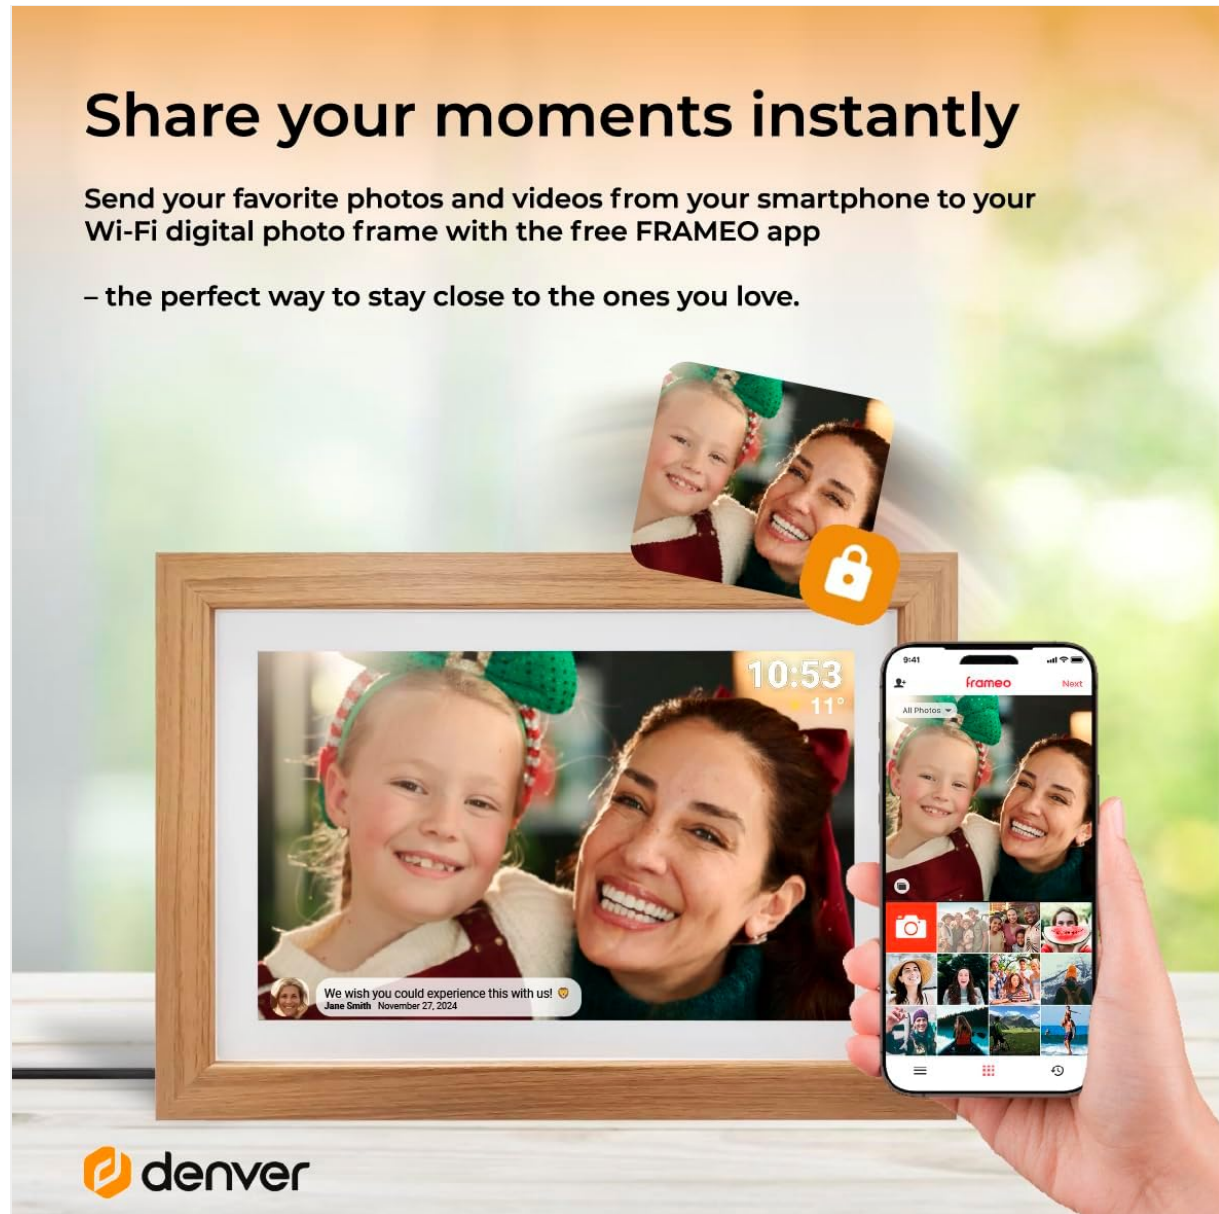 Share your moments instantly
Send your favorite photos and videos from your smartphone to your
Wi-Fi digital photo frame with the free FRAMEO app
– the perfect way to stay close to the ones you love.
10:53
11°
We wish you could experience this with us!
Jane Smith November 27, 2024
9:41
frameo
Next
All Photos
denver